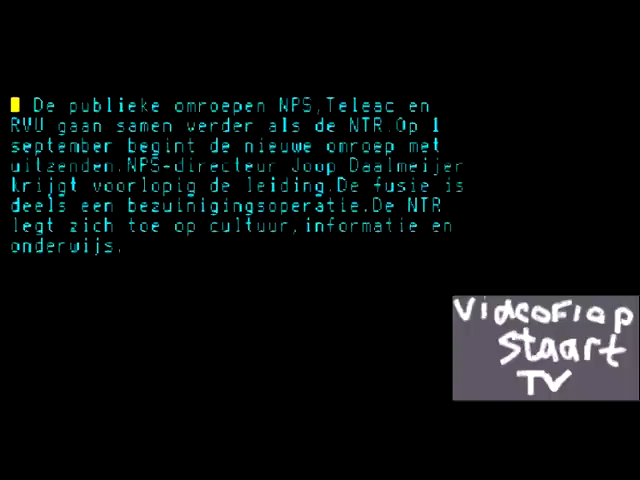 De publieke omroepen NPS,Teleac en
RVU gaan samen verder als de NTR.Op 1
september begint de nieuwe omroep met
uitzenden.NPS-directeur Joop Daalmeijer
krijgt voorlopig de leiding.De fusie is
deels een bezuinigingsoperatie.De NTR
legt zich toe op cultuur,informatie en
onderwijs.
VideoFlap
Staart
TV